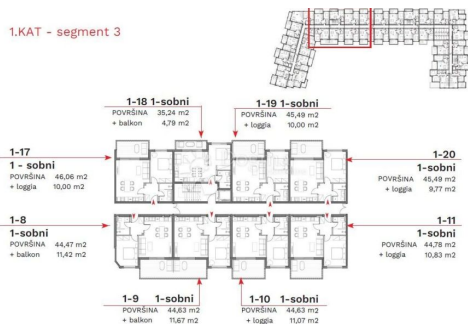 1.KAT - segment 3
1-18 1-sobni
POVRŠINA 35,24 m2
+ balkon 4,79 m2
1-19 1-sobni
POVRŠINA 45,49 m2
+ loggia 10,00 m2
1-17
1 - sobni
POVRŠINA 46,06 m2
+ loggia 10,00 m2
1-20
1-sobni
POVRŠINA 45,49 m2
+ loggia 9,77 m2
1-8
1-sobni
POVRŠINA 44,47 m2
+ balkon 11,42 m2
1-11
1-sobni
POVRŠINA 44,78 m2
+ loggia 10,83 m2
1-9 1-sobni
POVRŠINA 44,63 m2
+ balkon 11,67 m2
1-10 1-sobni
POVRŠINA 44,63 m2
+ loggia 11,07 m2